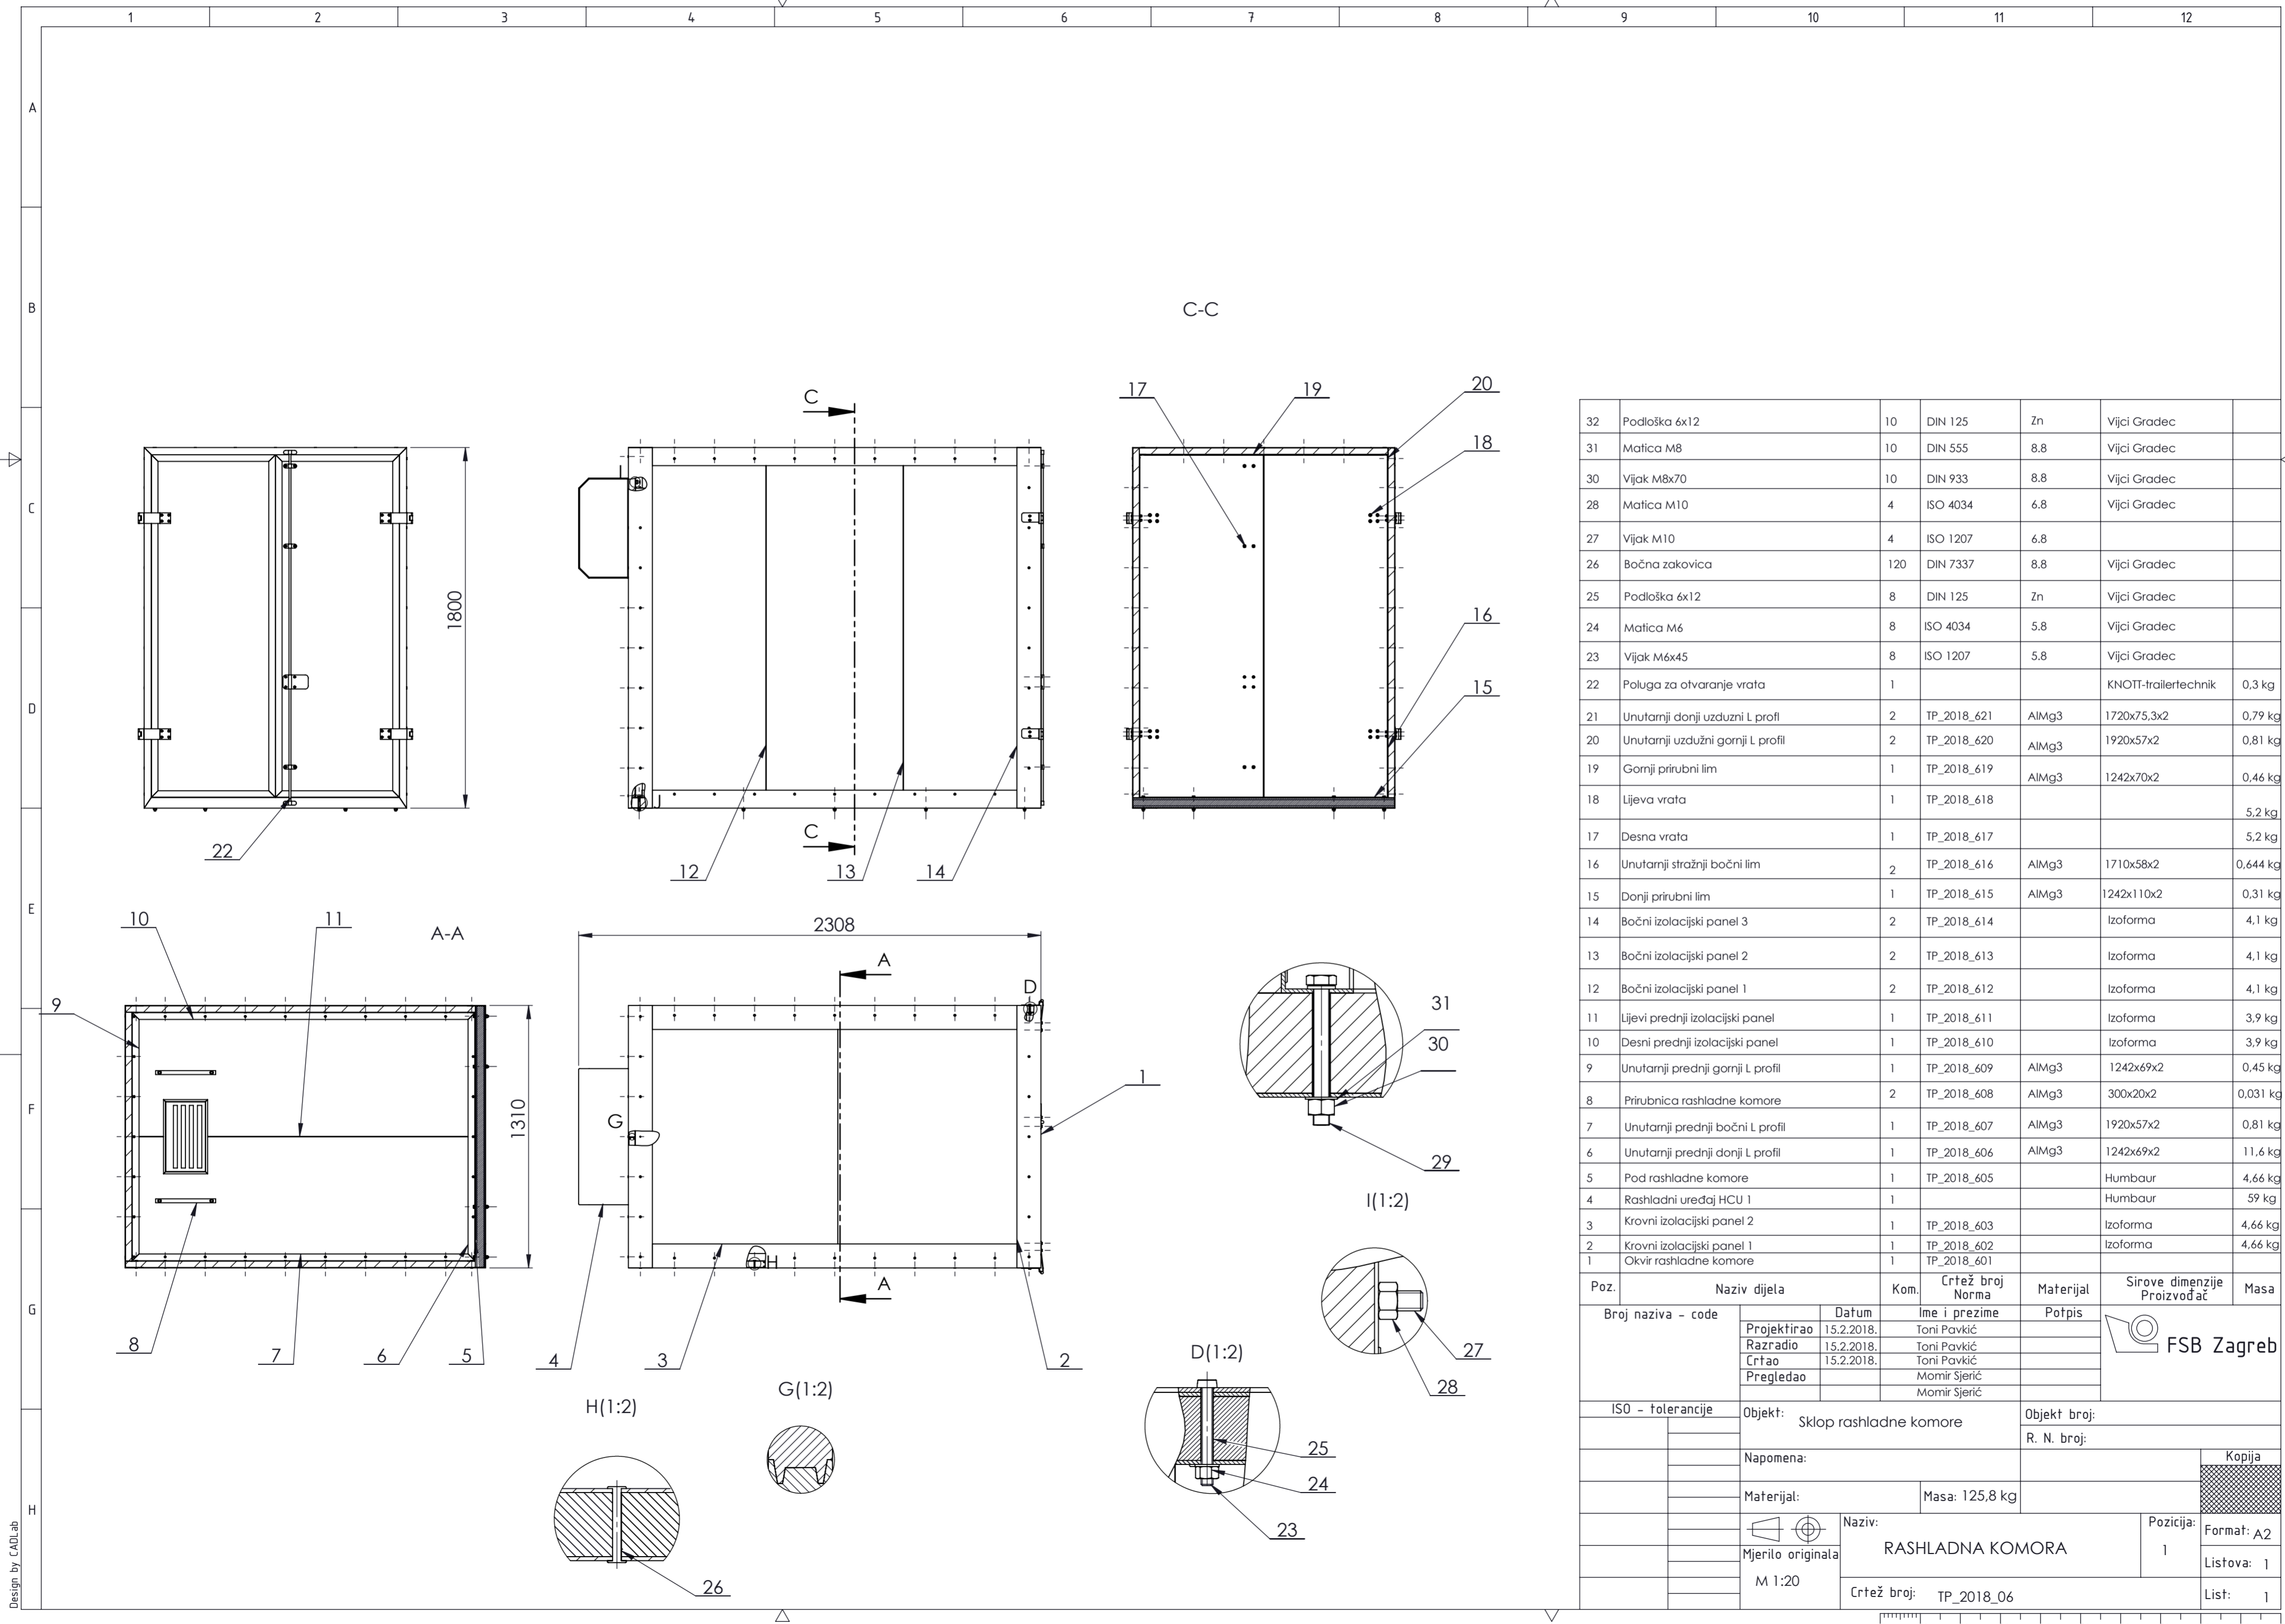 1 2 3 4 5 6 7 8 9 10 11 12
A
B
C
D
E
F
G
H
C-C
C
C
I
J
1800
22
12
13
14
17
19
20
18
16
15
A-A
10
11
9
8
7
6
5
1310
2308
A
A
D
G
H
4
3
2
1
31
30
29
I(1:2)
27
28
D(1:2)
25
24
23
G(1:2)
H(1:2)
26
32 Podloška 6x12 10 DIN 125 Zn Vijci Gradec
31 Matica M8 10 DIN 555 8.8 Vijci Gradec
30 Vijak M8x70 10 DIN 933 8.8 Vijci Gradec
28 Matica M10 4 ISO 4034 6.8 Vijci Gradec
27 Vijak M10 4 ISO 1207 6.8
26 Bočna zakovica 120 DIN 7337 8.8 Vijci Gradec
25 Podloška 6x12 8 DIN 125 Zn Vijci Gradec
24 Matica M6 8 ISO 4034 5.8 Vijci Gradec
23 Vijak M6x45 8 ISO 1207 5.8 Vijci Gradec
22 Poluga za otvaranje vrata 1 KNOTT-trailertechnik 0,3 kg
21 Unutarnji donji uzduzni L profl 2 TP_2018_621 AlMg3 1720x75,3x2 0,79 kg
20 Unutarnji uzdužni gornji L profil 2 TP_2018_620 AlMg3 1920x57x2 0,81 kg
19 Gornji prirubni lim 1 TP_2018_619 AlMg3 1242x70x2 0,46 kg
18 Lijeva vrata 1 TP_2018_618 5,2 kg
17 Desna vrata 1 TP_2018_617 5,2 kg
16 Unutarnji stražnji bočni lim 2 TP_2018_616 AlMg3 1710x58x2 0,644 kg
15 Donji prirubni lim 1 TP_2018_615 AlMg3 1242x110x2 0,31 kg
14 Bočni izolacijski panel 3 2 TP_2018_614 Izoforma 4,1 kg
13 Bočni izolacijski panel 2 2 TP_2018_613 Izoforma 4,1 kg
12 Bočni izolacijski panel 1 2 TP_2018_612 Izoforma 4,1 kg
11 Lijevi prednji izolacijski panel 1 TP_2018_611 Izoforma 3,9 kg
10 Desni prednji izolacijski panel 1 TP_2018_610 Izoforma 3,9 kg
9 Unutarnji prednji gornji L profil 1 TP_2018_609 AlMg3 1242x69x2 0,45 kg
8 Prirubnica rashladne komore 2 TP_2018_608 AlMg3 300x20x2 0,031 kg
7 Unutarnji prednji bočni L profil 1 TP_2018_607 AlMg3 1920x57x2 0,81 kg
6 Unutarnji prednji donji L profil 1 TP_2018_606 AlMg3 1242x69x2 11,6 kg
5 Pod rashladne komore 1 TP_2018_605 Humbaur 4,66 kg
4 Rashladni uređaj HCU 1 1 Humbaur 59 kg
3 Krovni izolacijski panel 2 1 TP_2018_603 Izoforma 4,66 kg
2 Krovni izolacijski panel 1 1 TP_2018_602 Izoforma 4,66 kg
1 Okvir rashladne komore 1 TP_2018_601
Poz. Naziv dijela Kom. Crtež broj Norma Materijal Sirove dimenzije Proizvođač Masa
Broj naziva - code Datum Ime i prezime Potpis
Projektirao 15.2.2018. Toni Pavkić
Razradio 15.2.2018. Toni Pavkić
Crtao 15.2.2018. Toni Pavkić
Pregledao Momir Sjerić
Momir Sjerić
FSB Zagreb
ISO - tolerancije
Objekt: Sklop rashladne komore
Objekt broj:
R. N. broj:
Napomena:
Kopija
Materijal: Masa: 125,8 kg
Mjerilo originala
M 1:20
Naziv: RASHLADNA KOMORA
Pozicija: 1
Format: A2
Listova: 1
Crtež broj: TP_2018_06
List: 1
Design by CADLab